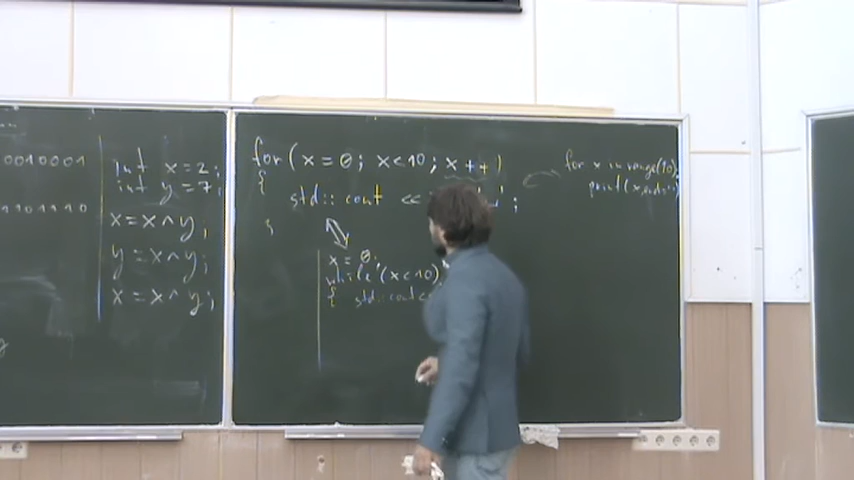 0010001
int x=2;
int y=7;
x=x^y;
y=x^y;
x=x^y;
for(x=0; x<10; x++)
{
std::cout <<
;
}
x=0;
while(x<10)
{ std::cout<
for x in range(10):
print(x,end=